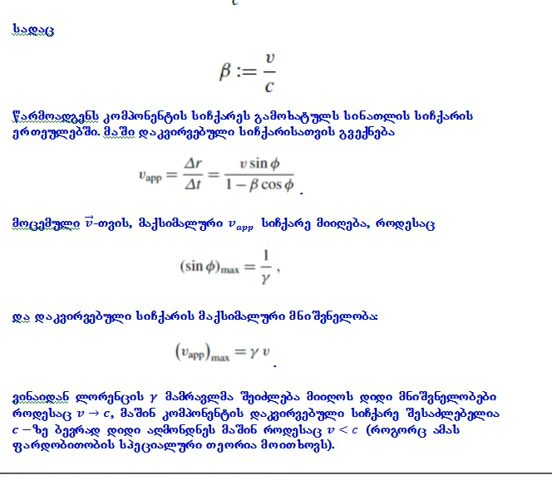 c
სადაც
β := v/c
წარმოადგენს კომპონენტის სიჩქარეს გამოხატულს სინათლის სიჩქარის
ერთეულებში. მაში დაკვირვებული სიჩქარისათვის გვექნება
v_app = Δr/Δt = v sin ϕ/(1 − β cos ϕ) .
მოცემული v⃗-თვის, მაქსიმალური v_app სიჩქარე მიიღება, როდესაც
(sin ϕ)_max = 1/γ ,
და დაკვირვებული სიჩქარის მაქსიმალური მნიშვნელობა:
(v_app)_max = γ v .
ვინაიდან ლორენცის γ მამრავლმა შეიძლება მიიღოს დიდი მნიშვნელობები
როდესაც v → c, მაშინ კომპონენტის დაკვირვებული სიჩქარე შესაძლებელია
c −ზე ბევრად დიდი აღმონდნეს მაშინ როდესაც v < c (როგორც ამას
ფარდობითობის სპეციალური თეორია მოითხოვს).